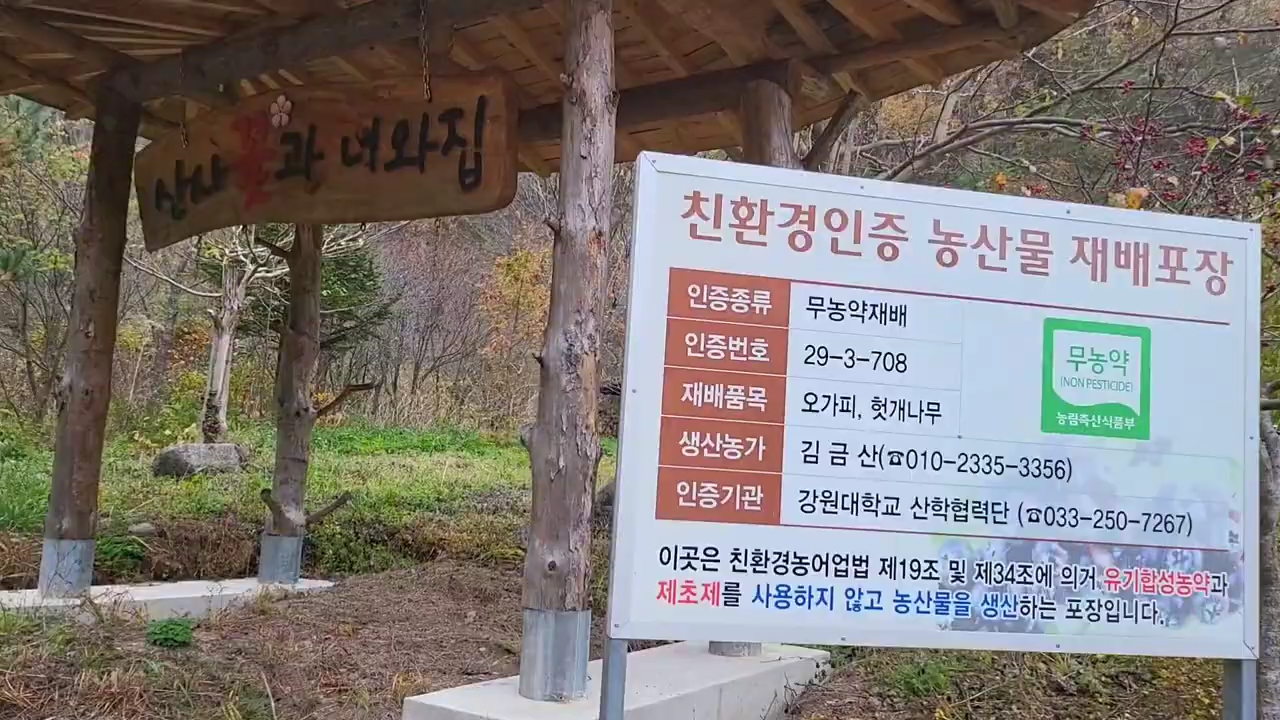 산사꽃과 너와집
친환경인증 농산물 재배포장
인증종류 무농약재배
인증번호 29-3-708
재배품목 오가피, 헛개나무
생산농가 김 금 산(☎010-2335-3356)
인증기관 강원대학교 산학협력단 (☎033-250-7267)
무농약
(NON PESTICIDE)
농림축산식품부
이곳은 친환경농어업법 제19조 및 제34조에 의거 유기합성농약과
제초제를 사용하지 않고 농산물을 생산하는 포장입니다.